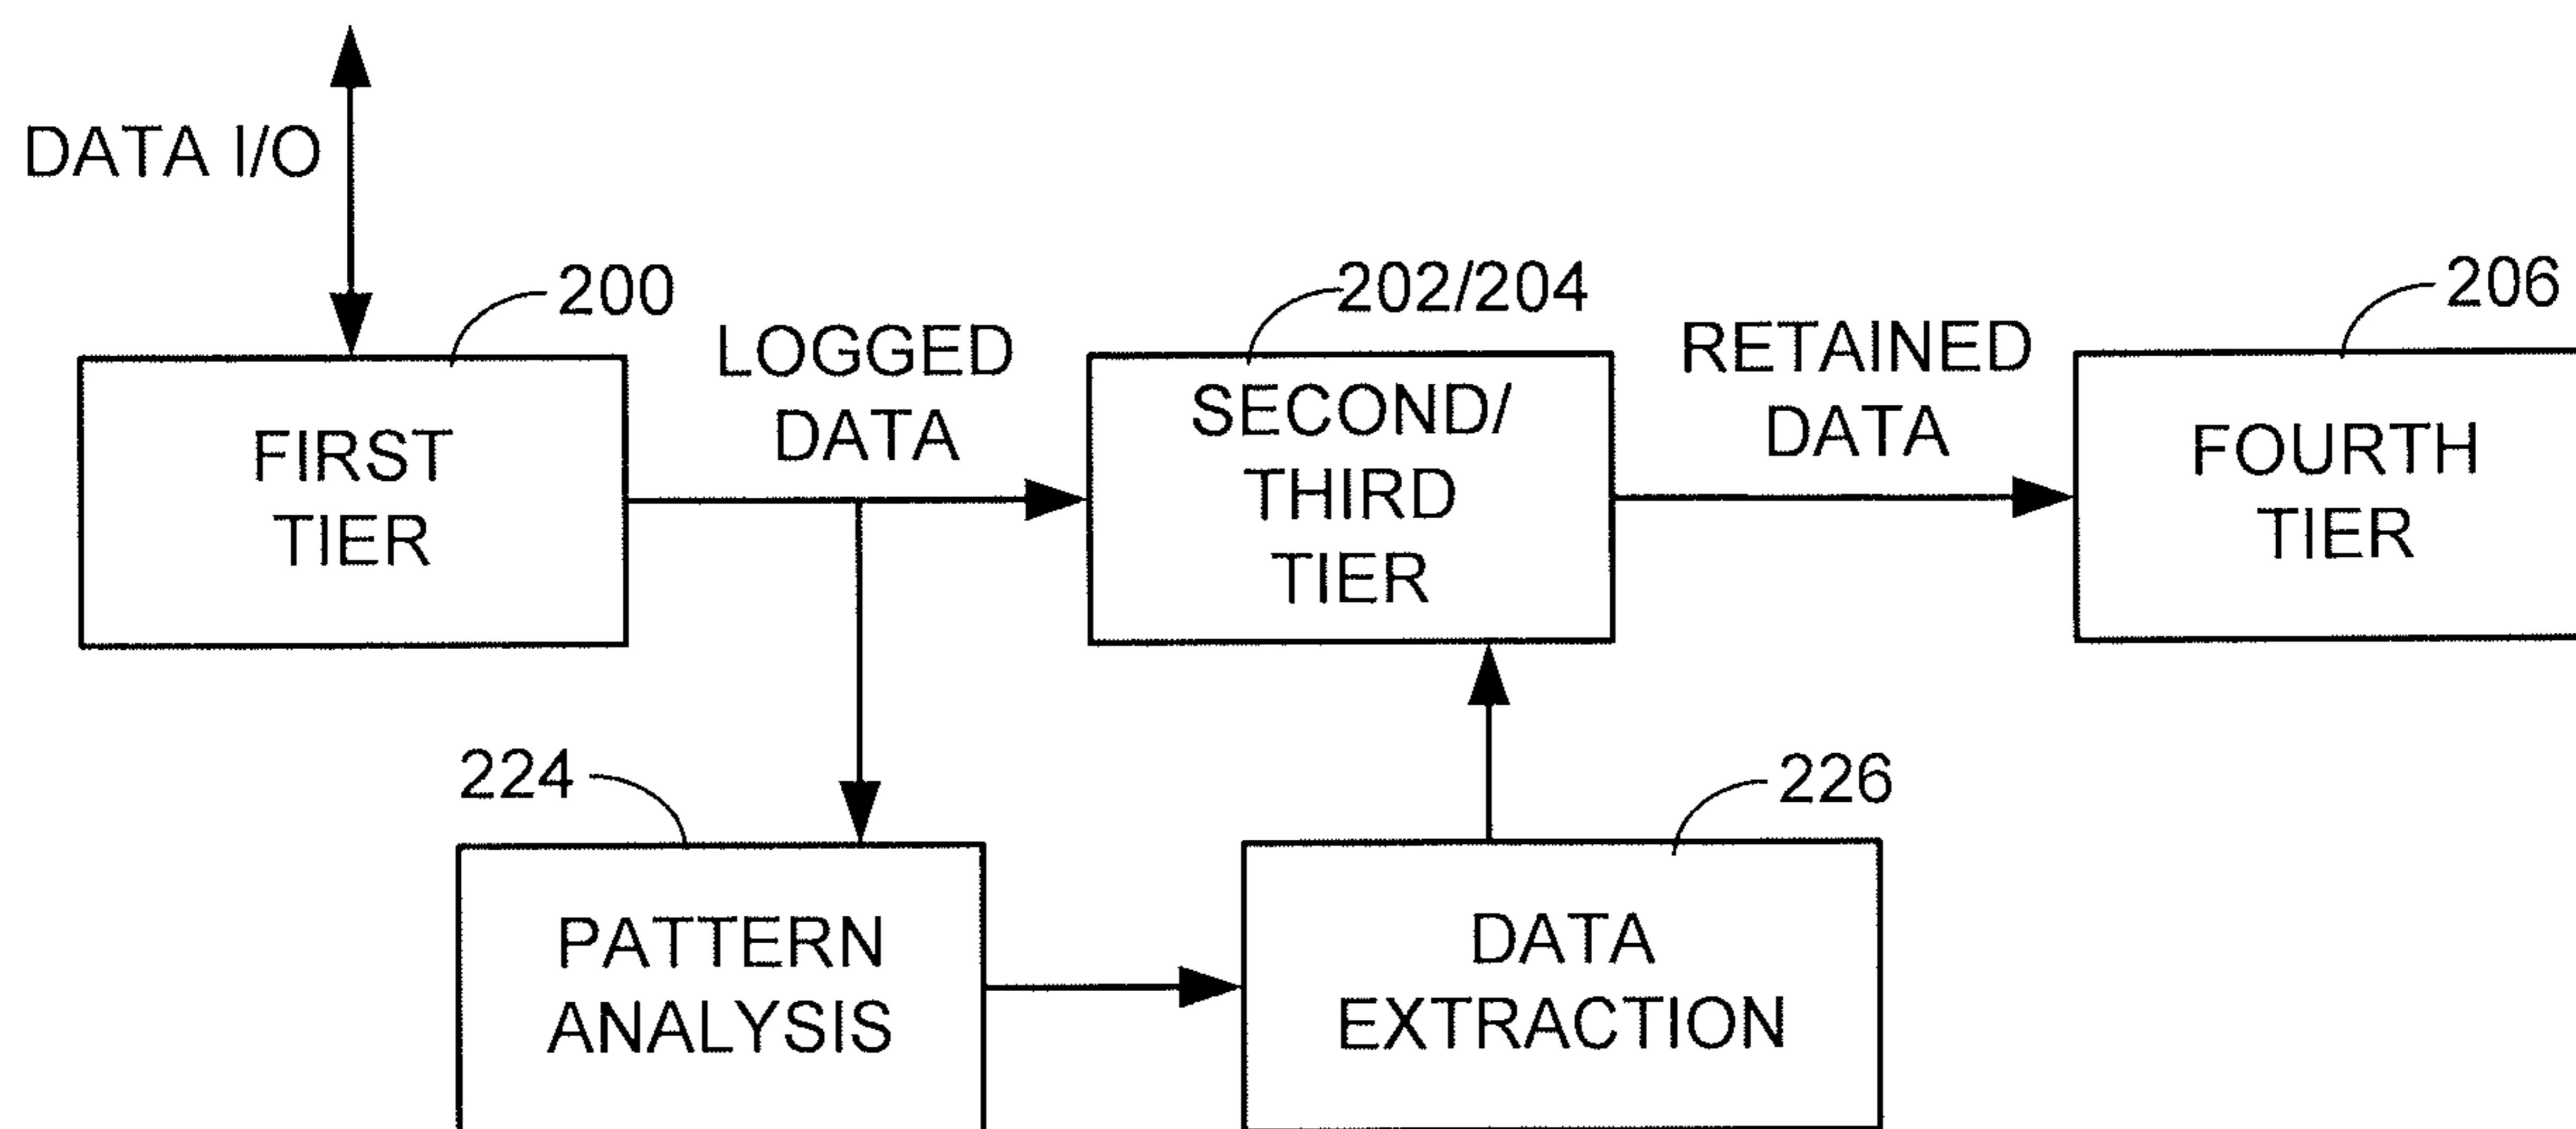 DATA I/O
200
202/204
206
LOGGED
DATA
RETAINED
DATA
FIRST
TIER
SECOND/
THIRD
TIER
FOURTH
TIER
224
226
PATTERN
ANALYSIS
DATA
EXTRACTION